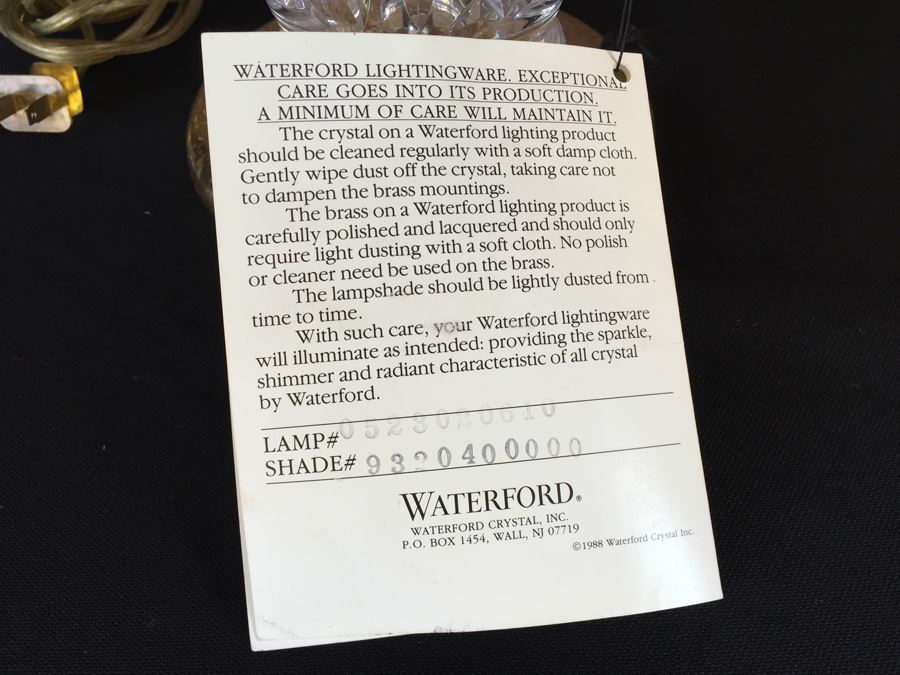 WATERFORD LIGHTINGWARE. EXCEPTIONAL
CARE GOES INTO ITS PRODUCTION.
A MINIMUM OF CARE WILL MAINTAIN IT.
The crystal on a Waterford lighting product
should be cleaned regularly with a soft damp cloth.
Gently wipe dust off the crystal, taking care not
to dampen the brass mountings.
The brass on a Waterford lighting product is
carefully polished and lacquered and should only
require light dusting with a soft cloth. No polish
or cleaner need be used on the brass.
The lampshade should be lightly dusted from
time to time.
With such care, your Waterford lightingware
will illuminate as intended: providing the sparkle,
shimmer and radiant characteristic of all crystal
by Waterford.
LAMP# 0523020610
SHADE# 9320400000
WATERFORD®
WATERFORD CRYSTAL, INC.
P.O. BOX 1454, WALL, NJ 07719
©1988 Waterford Crystal Inc.